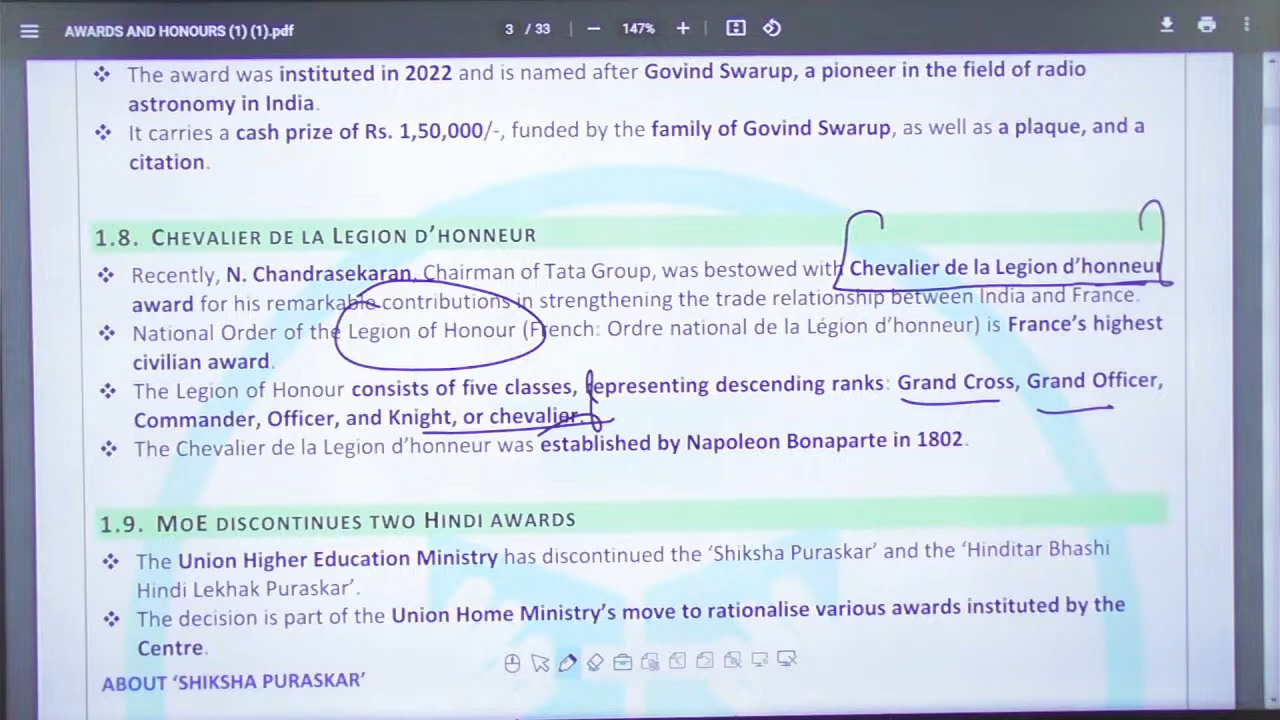 AWARDS AND HONOURS (1) (1).pdf
3 / 33
147%
❖ The award was instituted in 2022 and is named after Govind Swarup, a pioneer in the field of radio
astronomy in India.
❖ It carries a cash prize of Rs. 1,50,000/-, funded by the family of Govind Swarup, as well as a plaque, and a
citation.
1.8. CHEVALIER DE LA LEGION D'HONNEUR
❖ Recently, N. Chandrasekaran, Chairman of Tata Group, was bestowed with Chevalier de la Legion d'honneur
award for his remarkable contributions in strengthening the trade relationship between India and France.
❖ National Order of the Legion of Honour (French: Ordre national de la Légion d'honneur) is France's highest
civilian award.
❖ The Legion of Honour consists of five classes, representing descending ranks: Grand Cross, Grand Officer,
Commander, Officer, and Knight, or chevalier.
❖ The Chevalier de la Legion d'honneur was established by Napoleon Bonaparte in 1802.
1.9. MOE DISCONTINUES TWO HINDI AWARDS
❖ The Union Higher Education Ministry has discontinued the 'Shiksha Puraskar' and the 'Hinditar Bhashi
Hindi Lekhak Puraskar'.
❖ The decision is part of the Union Home Ministry's move to rationalise various awards instituted by the
Centre.
ABOUT 'SHIKSHA PURASKAR'